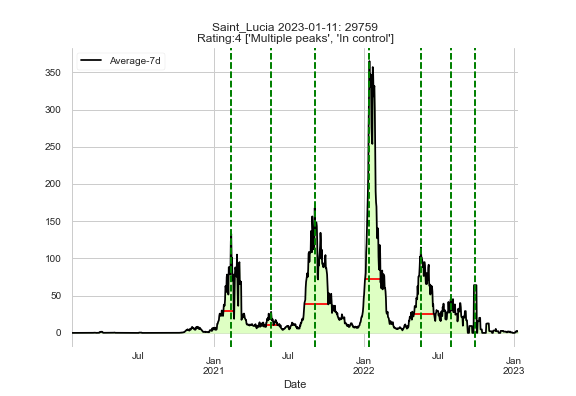 Saint_Lucia 2023-01-11: 29759
Rating:4 ['Multiple peaks', 'In control']
Average-7d
350
300
250
200
150
100
50
0
Jul
Jan
2021
Jul
Jan
2022
Jul
Jan
2023
Date